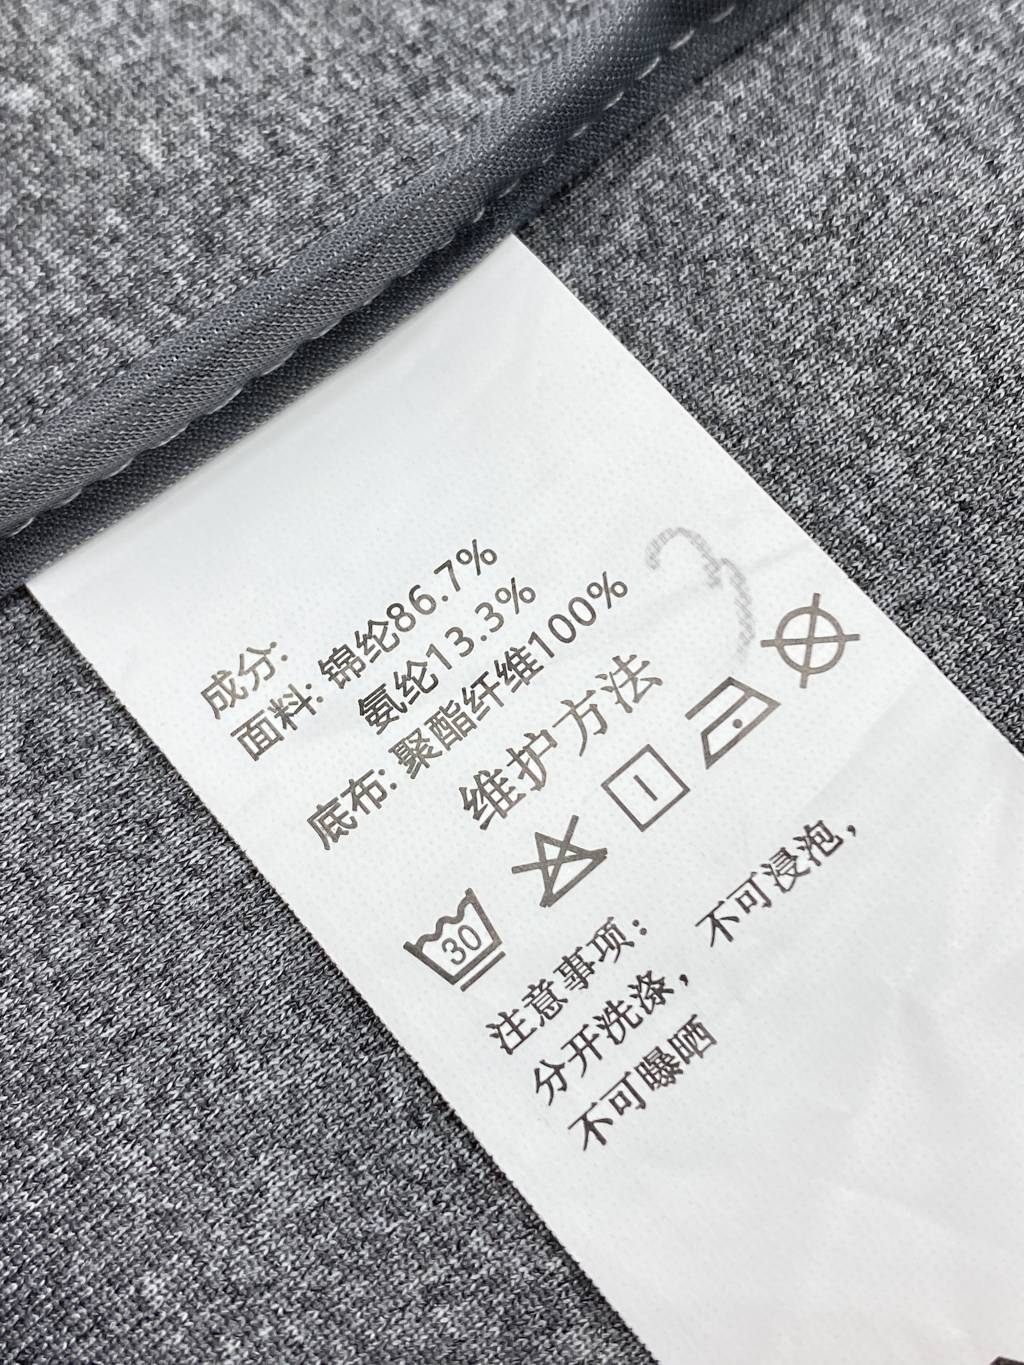 成分:
面料: 锦纶86.7%
氨纶13.3%
底布: 聚酯纤维100%
维护方法
30
注意事项: 不可浸泡,
分开洗涤,
不可曝晒